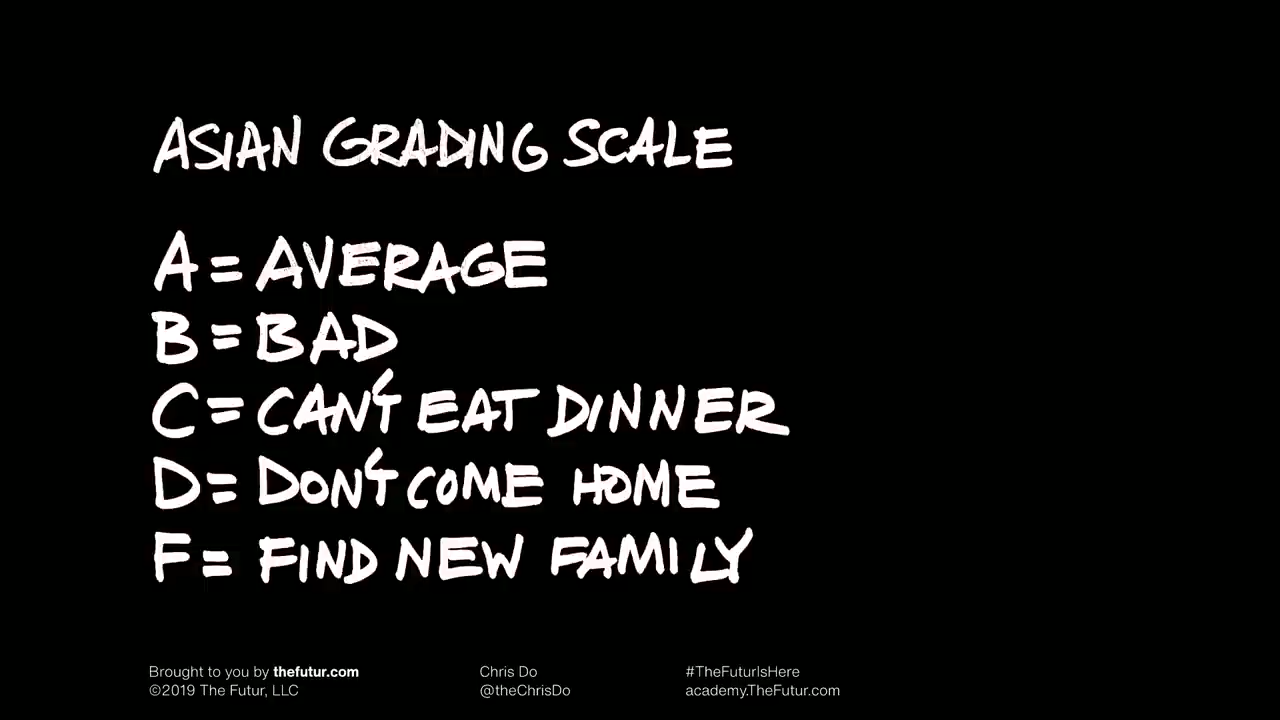 ASIAN GRADING SCALE
A = AVERAGE
B = BAD
C = CAN'T EAT DINNER
D = DON'T COME HOME
F = FIND NEW FAMILY
Brought to you by thefutur.com
©2019 The Futur, LLC
Chris Do
@theChrisDo
#TheFuturIsHere
academy.TheFutur.com